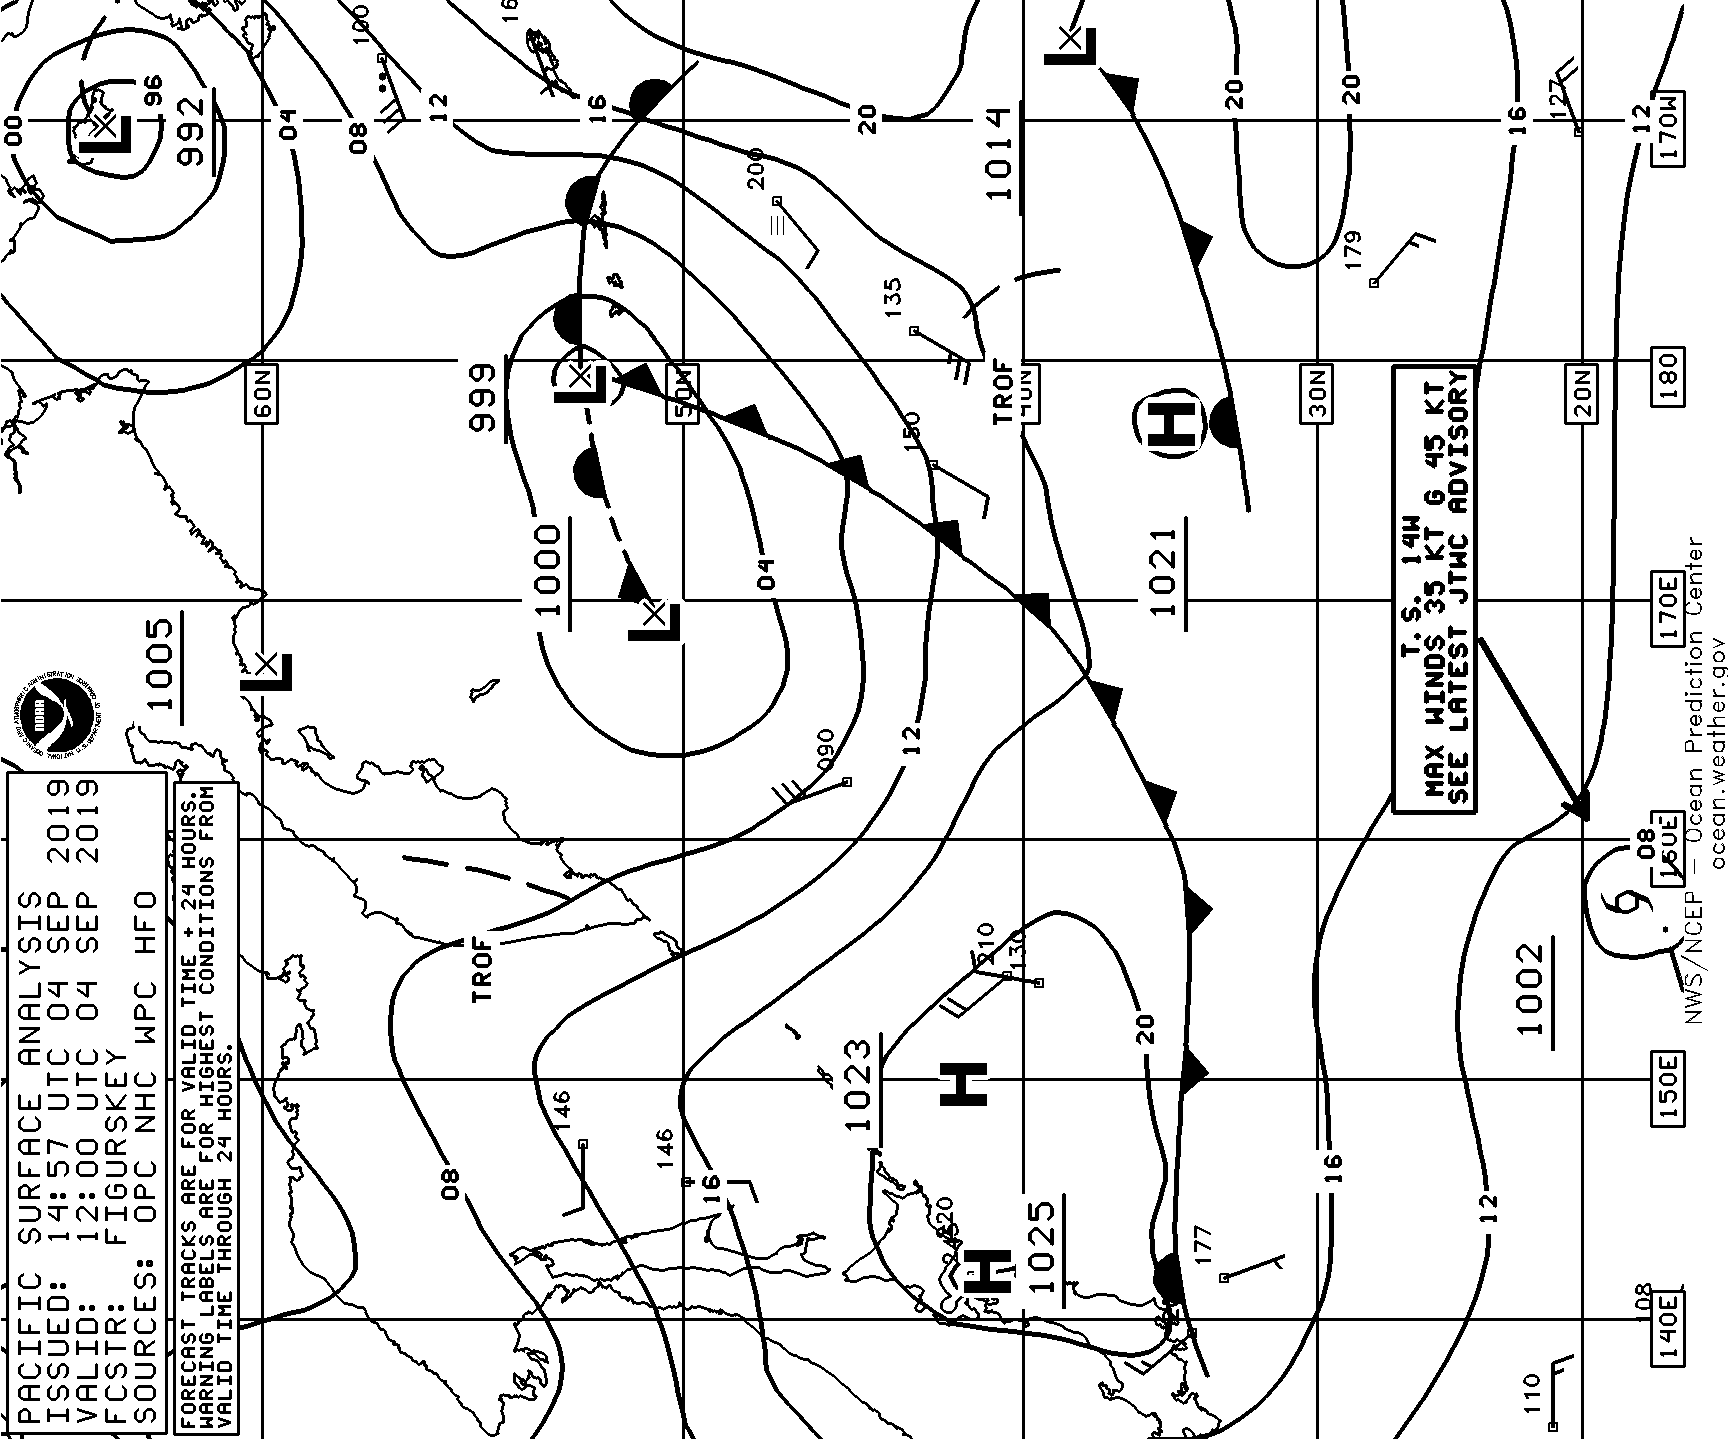 PACIFIC SURFACE ANALYSIS
ISSUED: 14:57 UTC 04 SEP 2019
VALID: 12:00 UTC 04 SEP 2019
FCSTR: FIGURSKEY
SOURCES: OPC NHC WPC HFO
FORECAST TRACKS ARE FOR VALID TIME + 24 HOURS.
WARNING LABELS ARE FOR HIGHEST CONDITIONS FROM
VALID TIME THROUGH 24 HOURS.
1005
L
00
L
96
992
60N
04
08
100
12
16
16
20
200
135
999
L
50N
1000
L
04
090
12
150
TROF
TROF
08
146
146
16
1023
H
H
1025
20
210
130
20
177
1014
L
20
20
179
16
127
12
H
1021
30N
20N
T.S. 14W
MAX WINDS 35 KT G 45 KT
SEE LATEST JTWC ADVISORY
16
12
1002
08
108
110
170W
180
170E
150E
140E
NWS/NCEP – Ocean Prediction Center
ocean.weather.gov